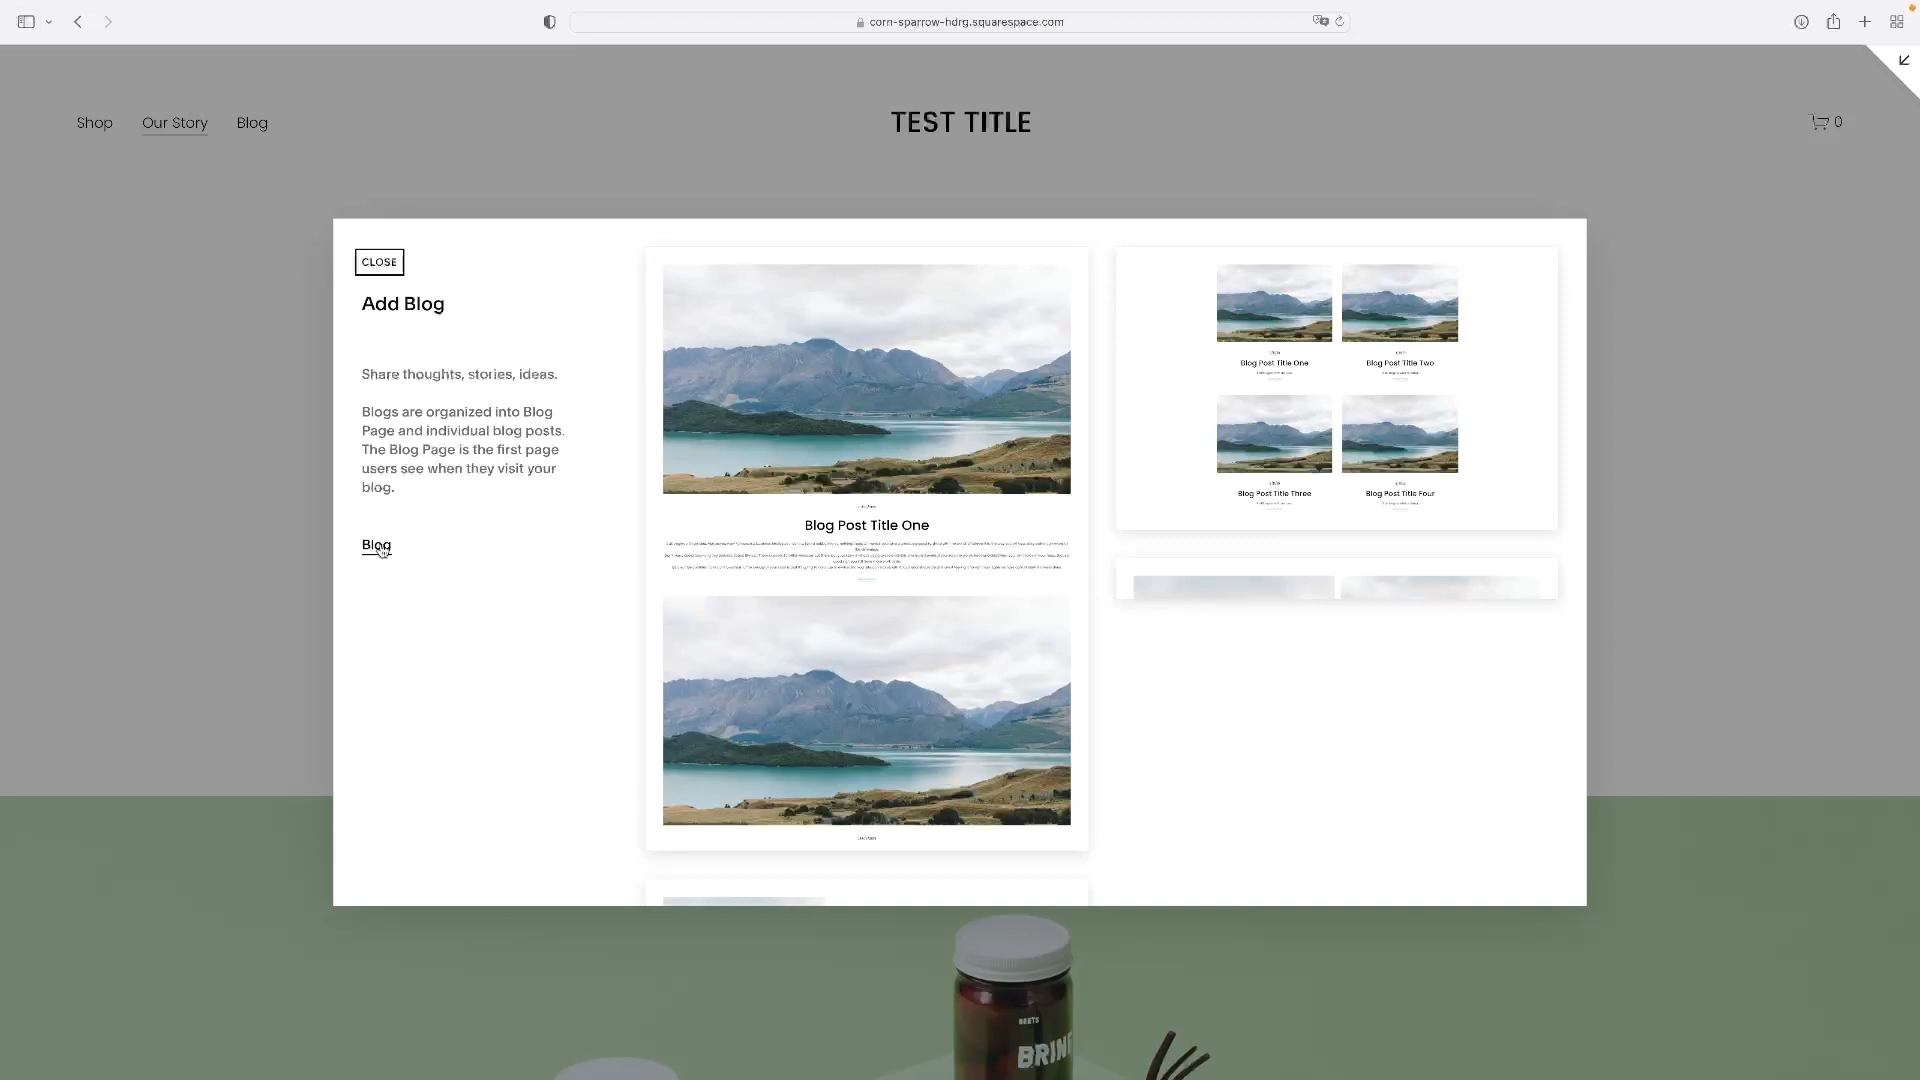 corn-sparrow-hdrg.squarespace.com
Shop
Our Story
Blog
TEST TITLE
0
CLOSE
Add Blog
Share thoughts, stories, ideas.
Blogs are organized into Blog
Page and individual blog posts.
The Blog Page is the first page
users see when they visit your
blog.
Blog
Blog Post Title One
Blog Post Title One
Blog Post Title Two
Blog Post Title Three
Blog Post Title Four
BEETS
BRINE